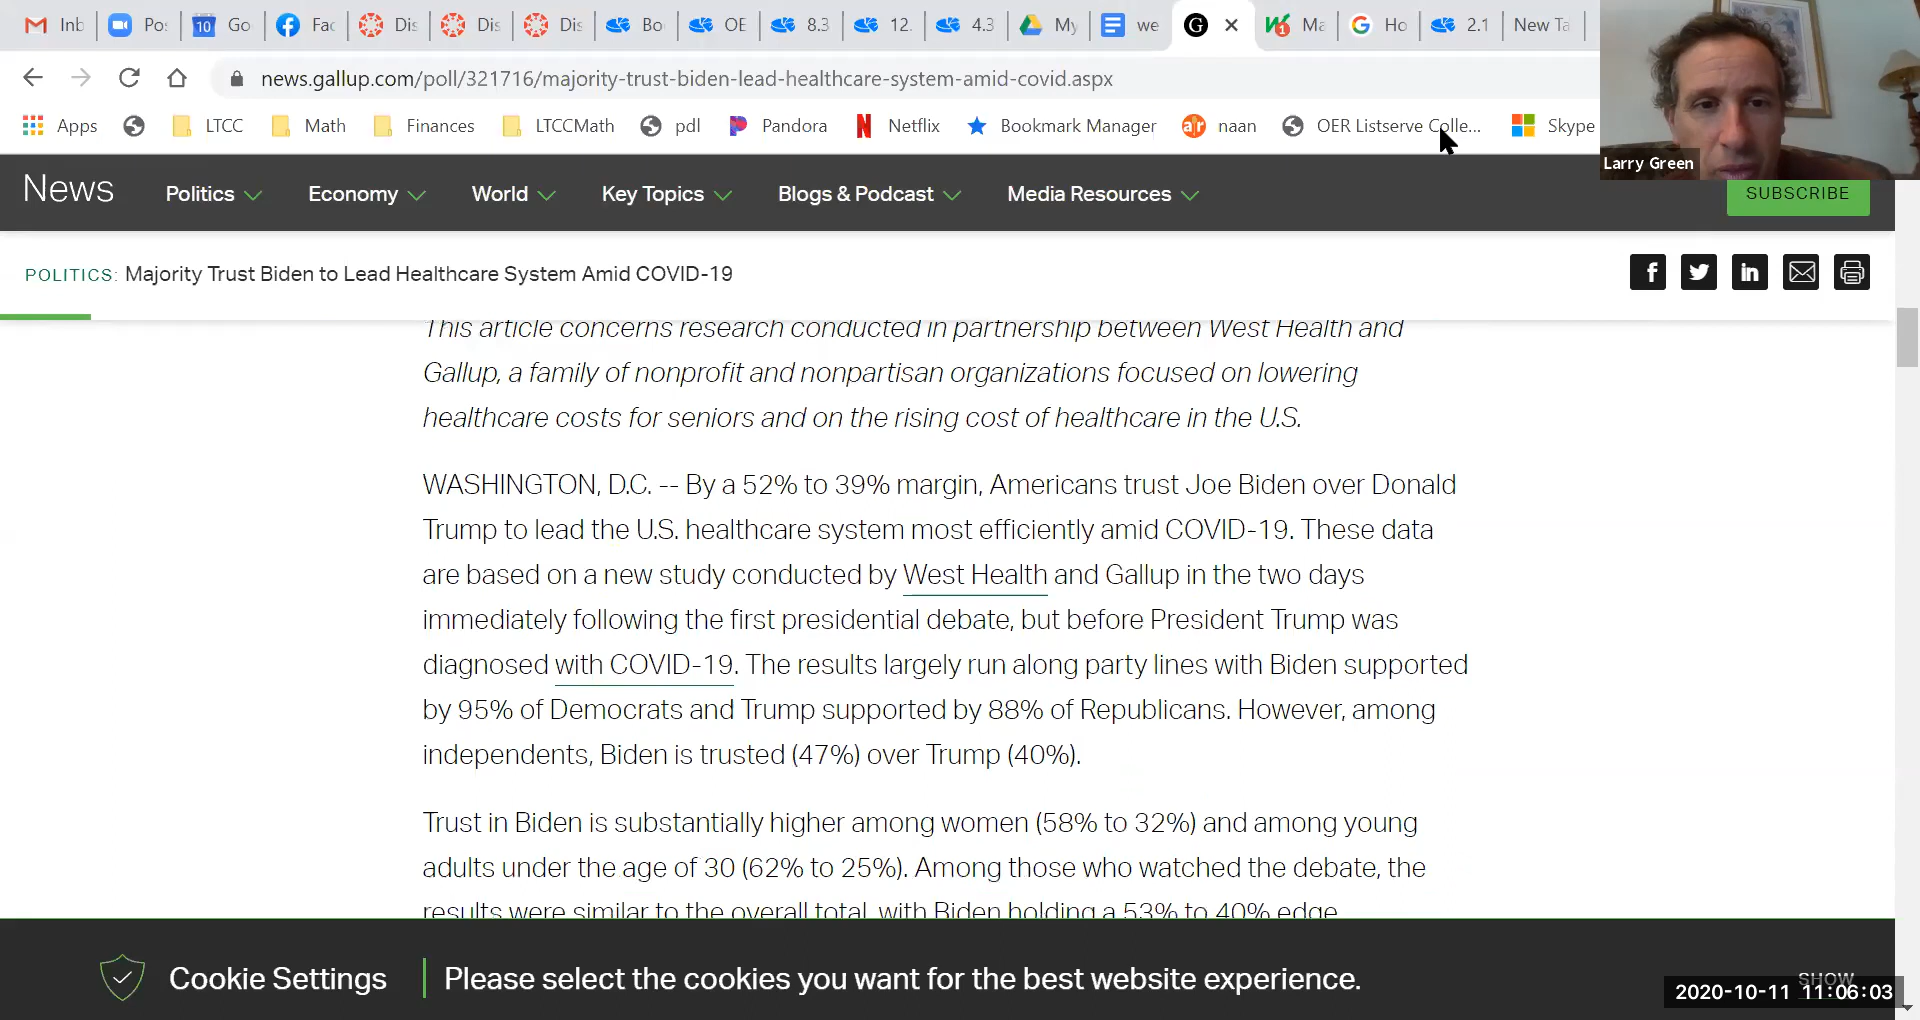 Inb Po: 10 Go Fac Dis Dis Dis Bo OE 8.3 12. 4.3 My we G Ma 1 Ho 2.1 New Ta
news.gallup.com/poll/321716/majority-trust-biden-lead-healthcare-system-amid-covid.aspx
Apps LTCC Math Finances LTCCMath pdl Pandora Netflix Bookmark Manager naan OER Listserve Colle... Skype
Larry Green
News Politics Economy World Key Topics Blogs & Podcast Media Resources SUBSCRIBE
POLITICS: Majority Trust Biden to Lead Healthcare System Amid COVID-19
This article concerns research conducted in partnership between West Health and
Gallup, a family of nonprofit and nonpartisan organizations focused on lowering
healthcare costs for seniors and on the rising cost of healthcare in the U.S.
WASHINGTON, D.C. -- By a 52% to 39% margin, Americans trust Joe Biden over Donald
Trump to lead the U.S. healthcare system most efficiently amid COVID-19. These data
are based on a new study conducted by West Health and Gallup in the two days
immediately following the first presidential debate, but before President Trump was
diagnosed with COVID-19. The results largely run along party lines with Biden supported
by 95% of Democrats and Trump supported by 88% of Republicans. However, among
independents, Biden is trusted (47%) over Trump (40%).
Trust in Biden is substantially higher among women (58% to 32%) and among young
adults under the age of 30 (62% to 25%). Among those who watched the debate, the
results were similar to the overall total, with Biden holding a 53% to 40% edge
Cookie Settings Please select the cookies you want for the best website experience.
SHOW
2020-10-11 11:06:03